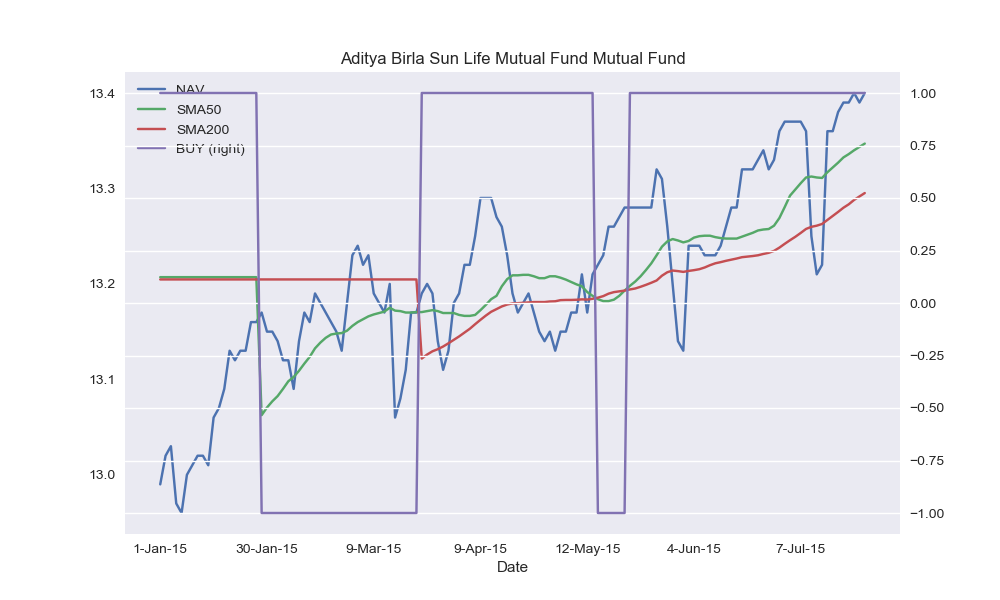 Aditya Birla Sun Life Mutual Fund Mutual Fund
NAV
SMA50
SMA200
BUY (right)
13.4
13.3
13.2
13.1
13.0
1.00
0.75
0.50
0.25
0.00
−0.25
−0.50
−0.75
−1.00
1-Jan-15 30-Jan-15 9-Mar-15 9-Apr-15 12-May-15 4-Jun-15 7-Jul-15
Date